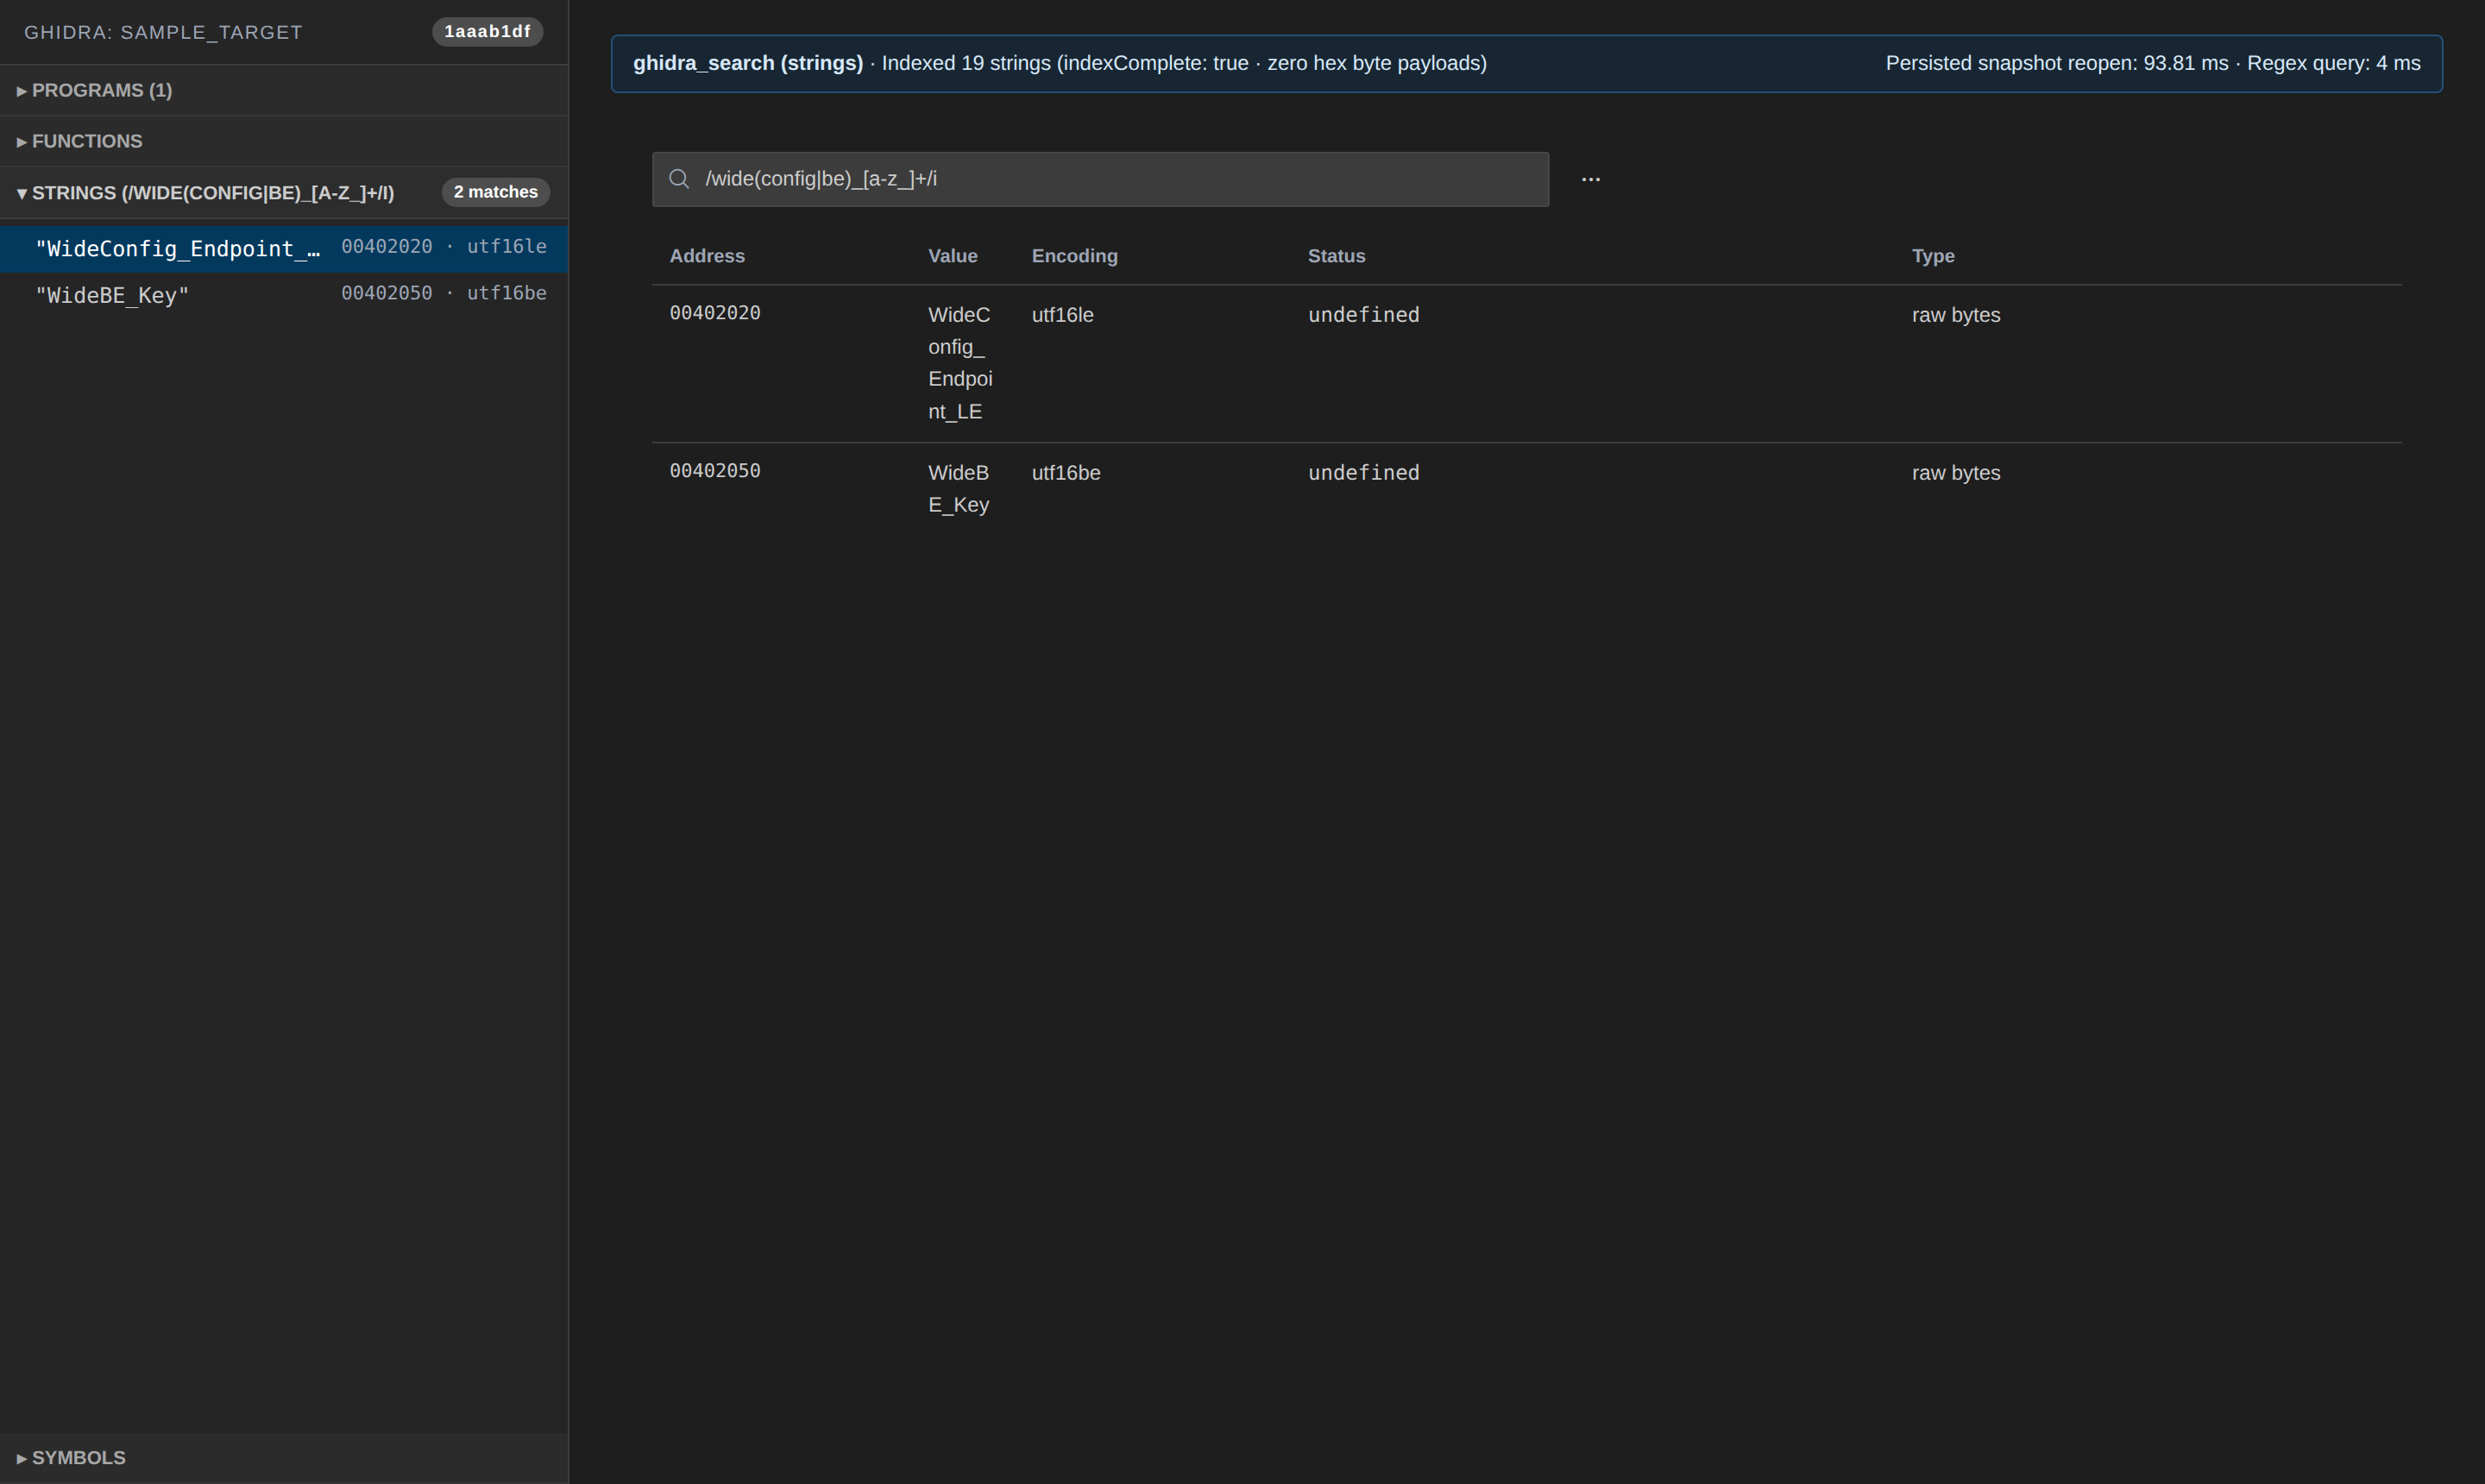 GHIDRA: SAMPLE_TARGET 1aaab1df
▸ PROGRAMS (1)
▸ FUNCTIONS
▾ STRINGS (/WIDE(CONFIG|BE)_[A-Z_]+/I) 2 matches
"WideConfig_Endpoint_… 00402020 · utf16le
"WideBE_Key" 00402050 · utf16be
▸ SYMBOLS
ghidra_search (strings) · Indexed 19 strings (indexComplete: true · zero hex byte payloads) Persisted snapshot reopen: 93.81 ms · Regex query: 4 ms
/wide(config|be)_[a-z_]+/i ···
Address Value Encoding Status Type
00402020 WideC utf16le undefined raw bytes
onfig_
Endpoi
nt_LE
00402050 WideB utf16be undefined raw bytes
E_Key